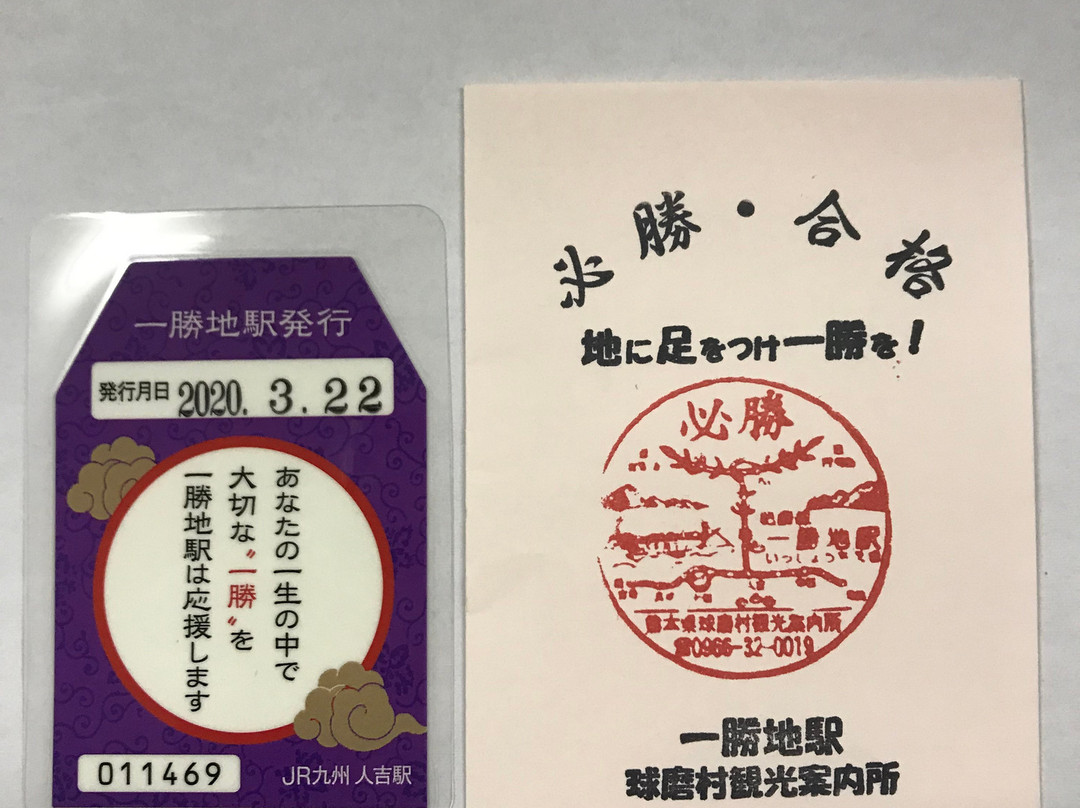 一勝地駅発行
発行月日 2020. 3. 22
あなたの一生の中で
大切な〝一勝〟を
一勝地駅は応援します
011469
JR九州 人吉駅
必勝・合格
地に足をつけ一勝を!
必勝
一勝地駅
いっしょうちえき
熊本県球磨村観光案内所
☎0966-32-0019
一勝地駅
球磨村観光案内所